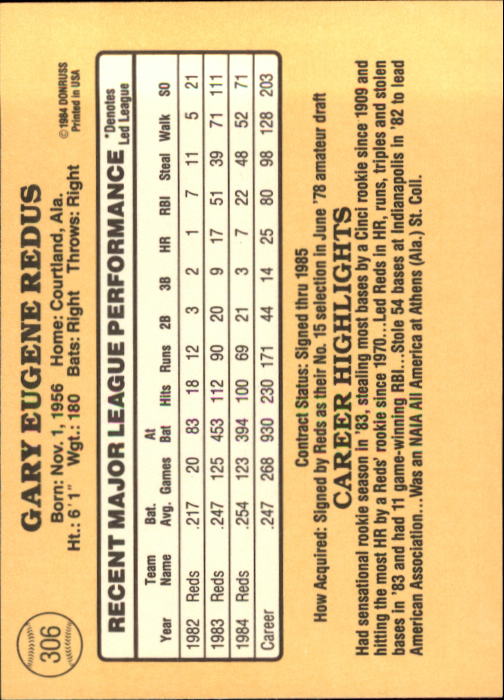 306
GARY EUGENE REDUS
Born: Nov. 1, 1956 Home: Courtland, Ala.
Ht.: 6'1" Wgt.: 180 Bats: Right Throws: Right
©1984 DONRUSS
Printed in USA
RECENT MAJOR LEAGUE PERFORMANCE *Denotes Led League
Year Team Name Bat. Avg. Games At Bat Hits Runs 2B 3B HR RBI Steal Walk SO
1982 Reds .217 20 83 18 12 3 2 1 7 11 5 21
1983 Reds .247 125 453 112 90 20 9 17 51 39 71 111
1984 Reds .254 123 394 100 69 21 3 7 22 48 52 71
Career .247 268 930 230 171 44 14 25 80 98 128 203
Contract Status: Signed thru 1985
How Acquired: Signed by Reds as their No. 15 selection in June '78 amateur draft
CAREER HIGHLIGHTS
Had sensational rookie season in '83, stealing most bases by a Cinci rookie since 1909 and
hitting the most HR by a Reds' rookie since 1970...Led Reds in HR, runs, triples and stolen
bases in '83 and had 11 game-winning RBI...Stole 54 bases at Indianapolis in '82 to lead
American Association...Was an NAIA All America at Athens (Ala.) St. Coll.